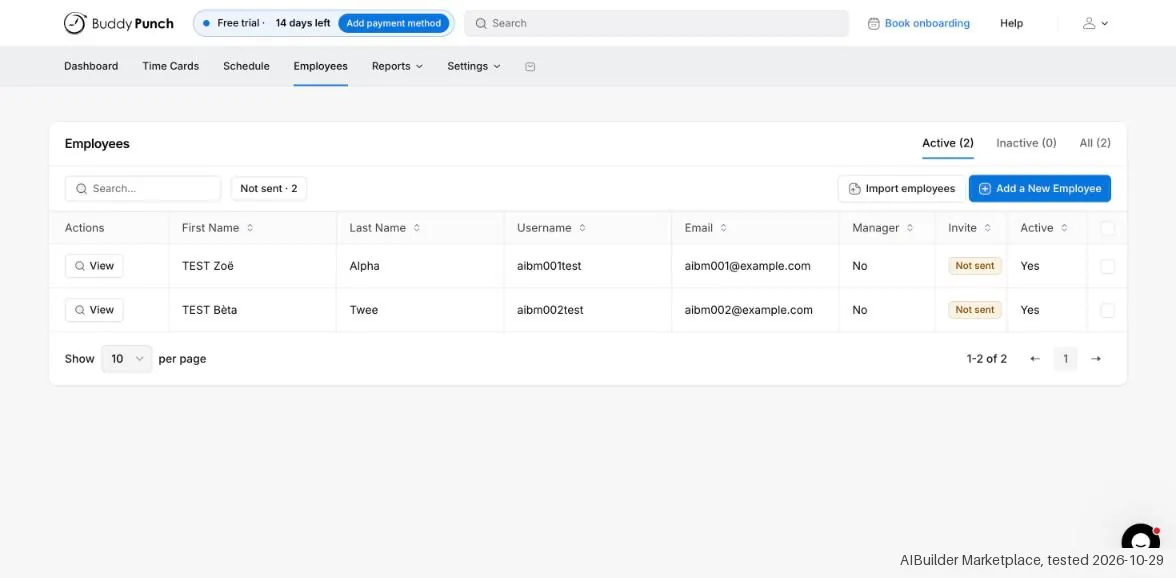 Buddy Punch Free trial · 14 days left Add payment method Search Book onboarding Help
Dashboard Time Cards Schedule Employees Reports Settings
Employees Active (2) Inactive (0) All (2)
Search... Not sent · 2 Import employees Add a New Employee
Actions First Name Last Name Username Email Manager Invite Active
View TEST Zoë Alpha aibm001test aibm001@example.com No Not sent Yes
View TEST Bèta Twee aibm002test aibm002@example.com No Not sent Yes
Show 10 per page 1-2 of 2 ← 1 →
AIBuilder Marketplace, tested 2026-10-29